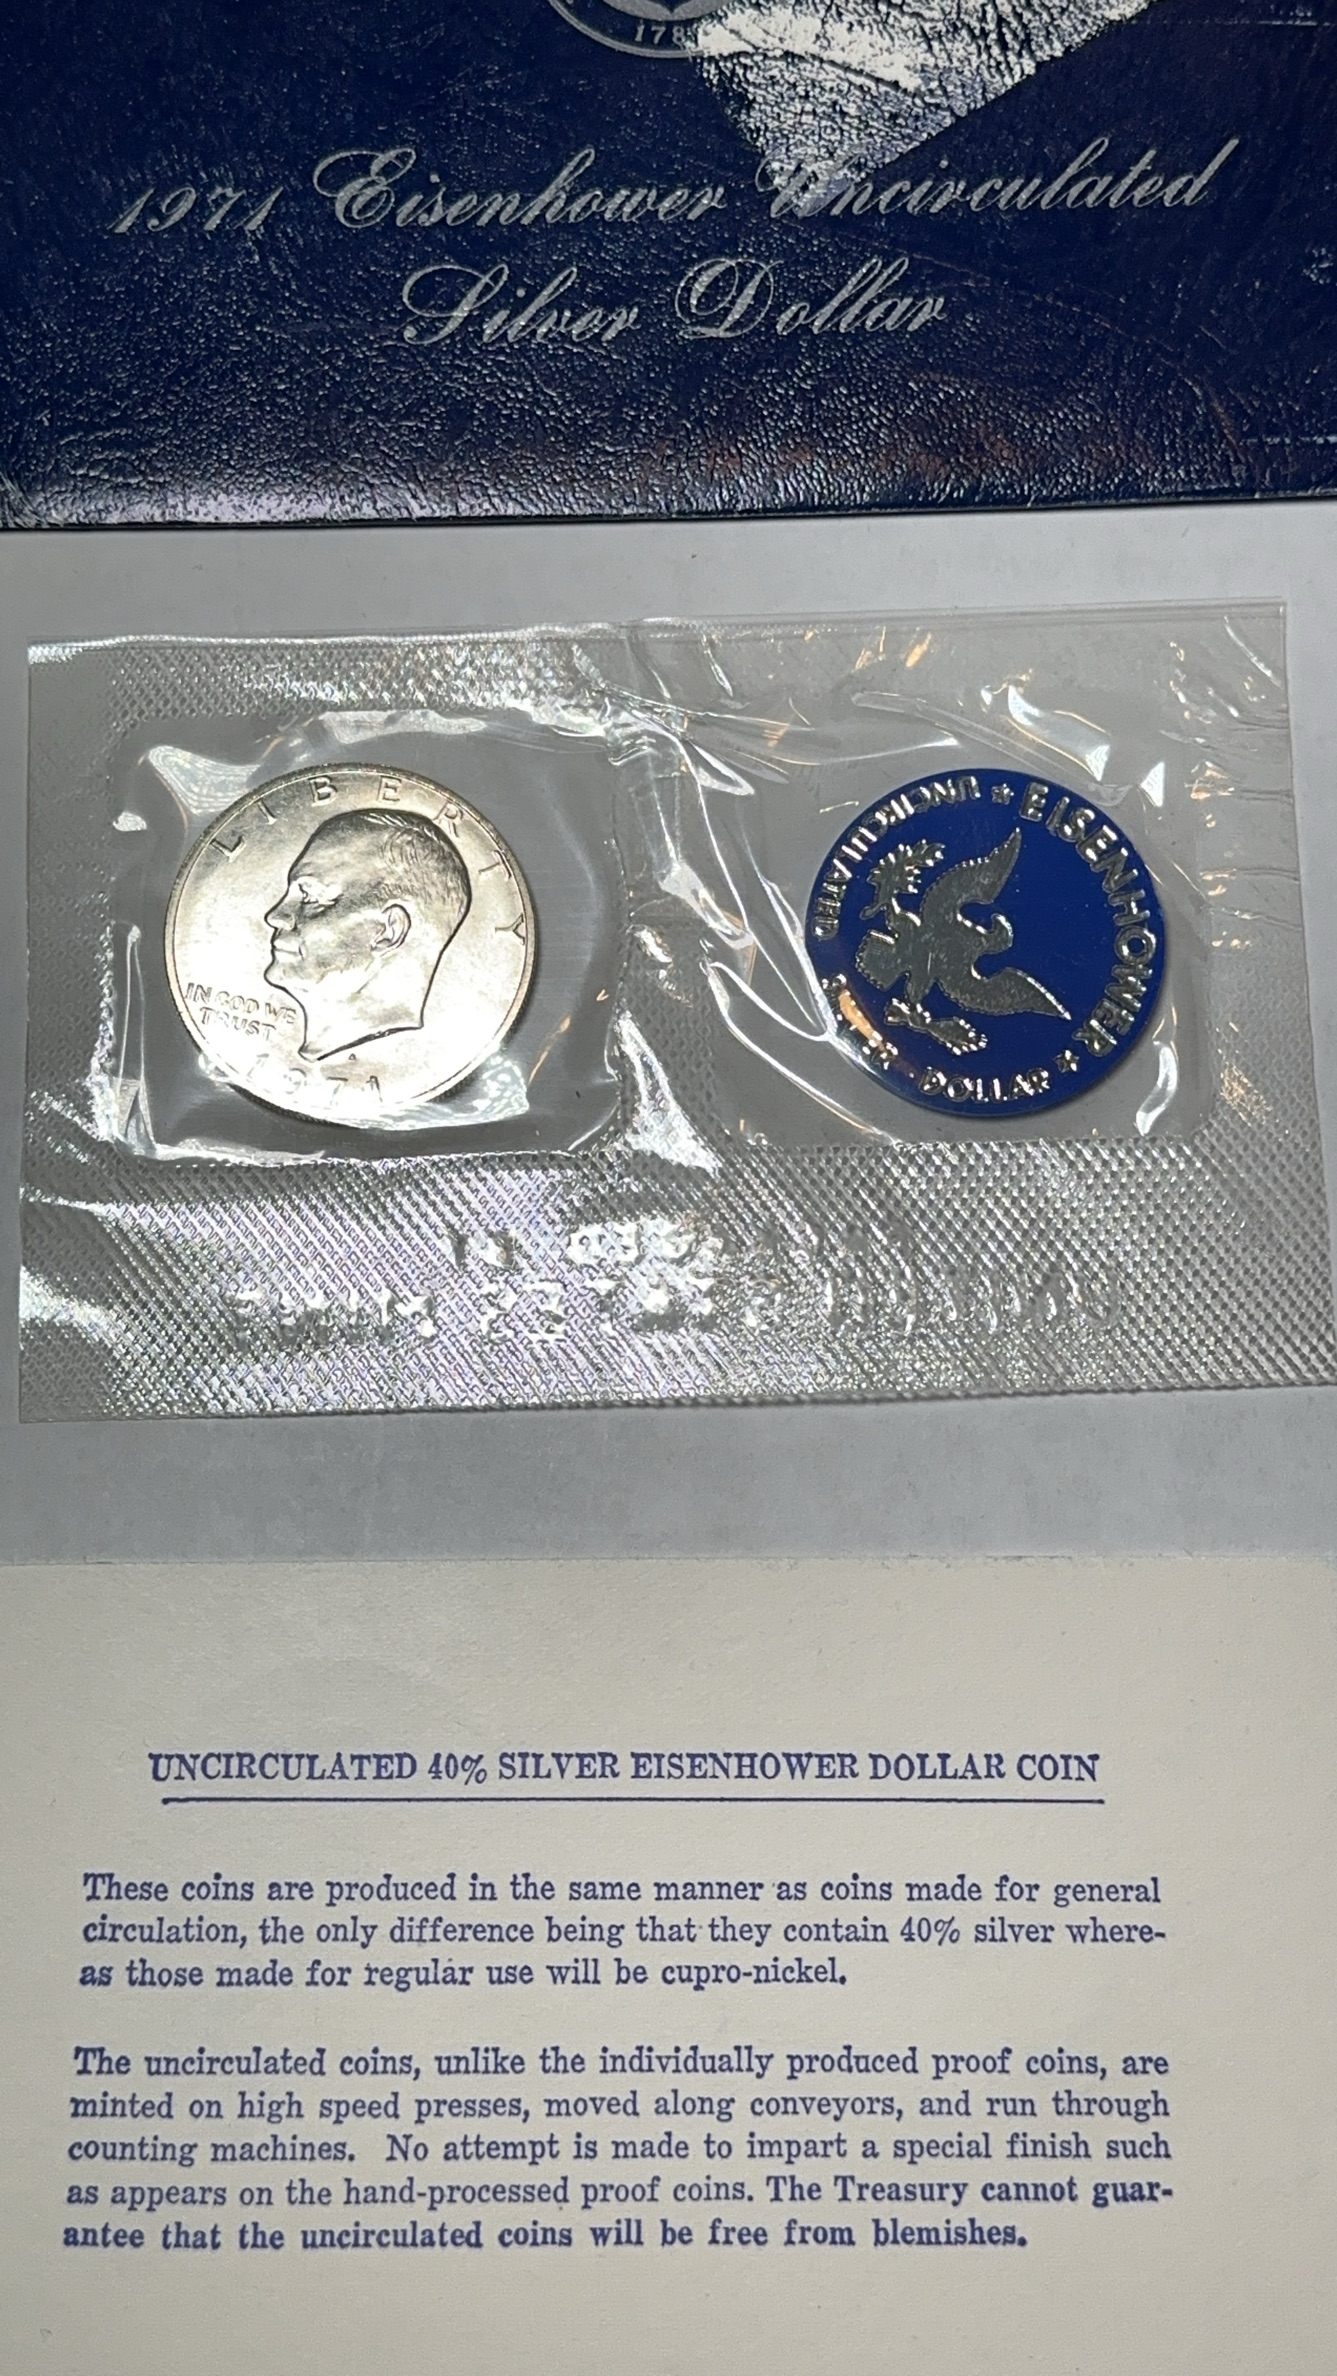 178
1971 Eisenhower Uncirculated
Silver Dollar
LIBERTY
IN GOD WE
TRUST
1971
EISENHOWER
UNCIRCULATED
DOLLAR
UNITED STATES MINT
UNCIRCULATED 40% SILVER EISENHOWER DOLLAR COIN
These coins are produced in the same manner as coins made for general
circulation, the only difference being that they contain 40% silver where-
as those made for regular use will be cupro-nickel.
The uncirculated coins, unlike the individually produced proof coins, are
minted on high speed presses, moved along conveyors, and run through
counting machines. No attempt is made to impart a special finish such
as appears on the hand-processed proof coins. The Treasury cannot guar-
antee that the uncirculated coins will be free from blemishes.